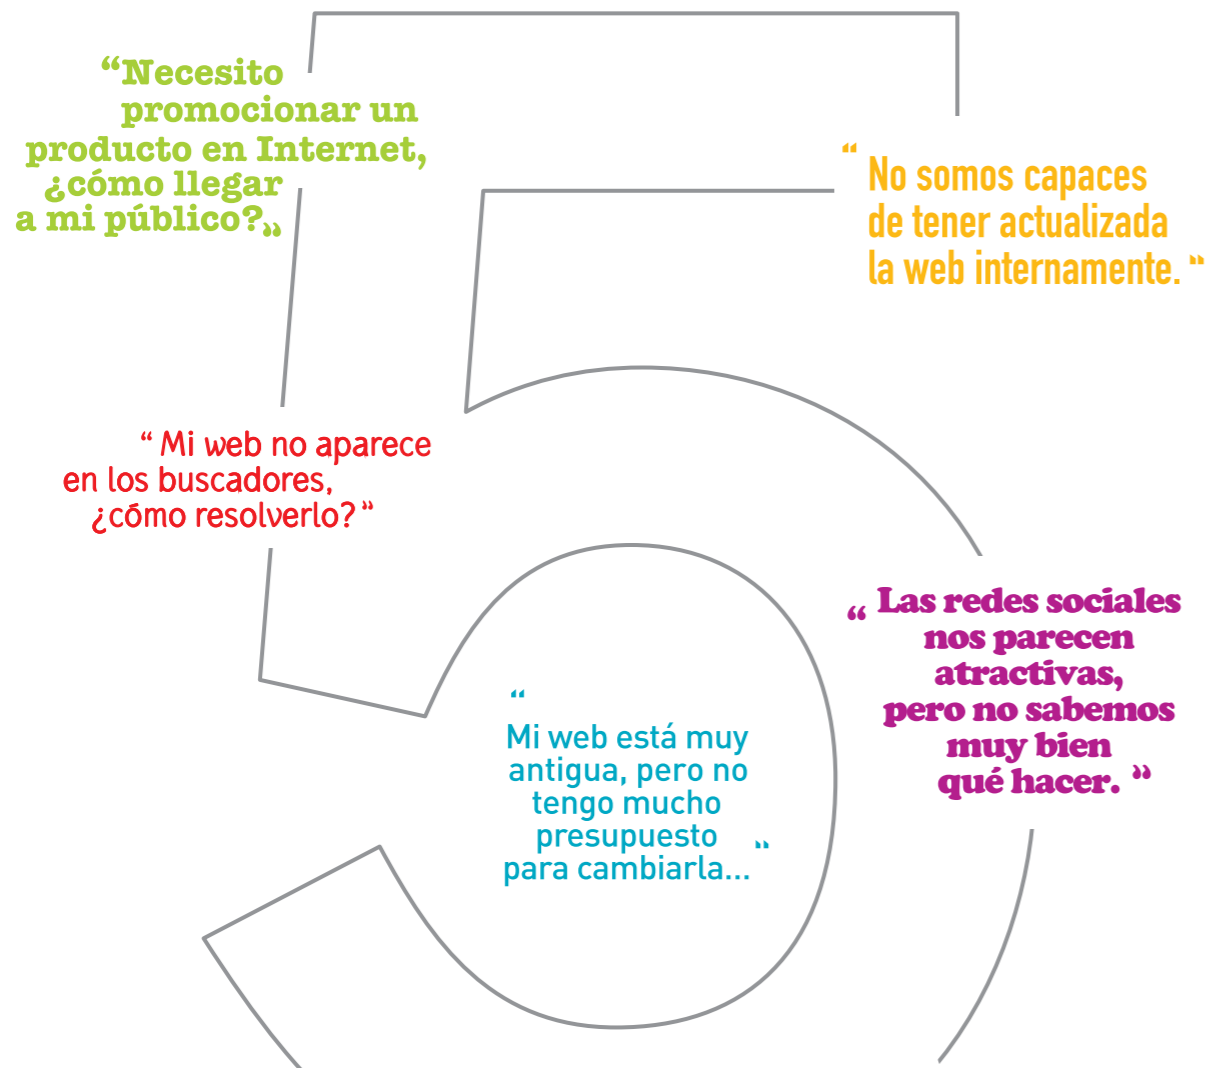 “Necesito
promocionar un
producto en Internet,
¿cómo llegar
a mi público?„
“ No somos capaces
de tener actualizada
la web internamente. “
“ Mi web no aparece
en los buscadores,
¿cómo resolverlo? ”
“ Las redes sociales
nos parecen
atractivas,
pero no sabemos
muy bien
qué hacer. ”
“
Mi web está muy
antigua, pero no
tengo mucho
presupuesto
para cambiarla... “